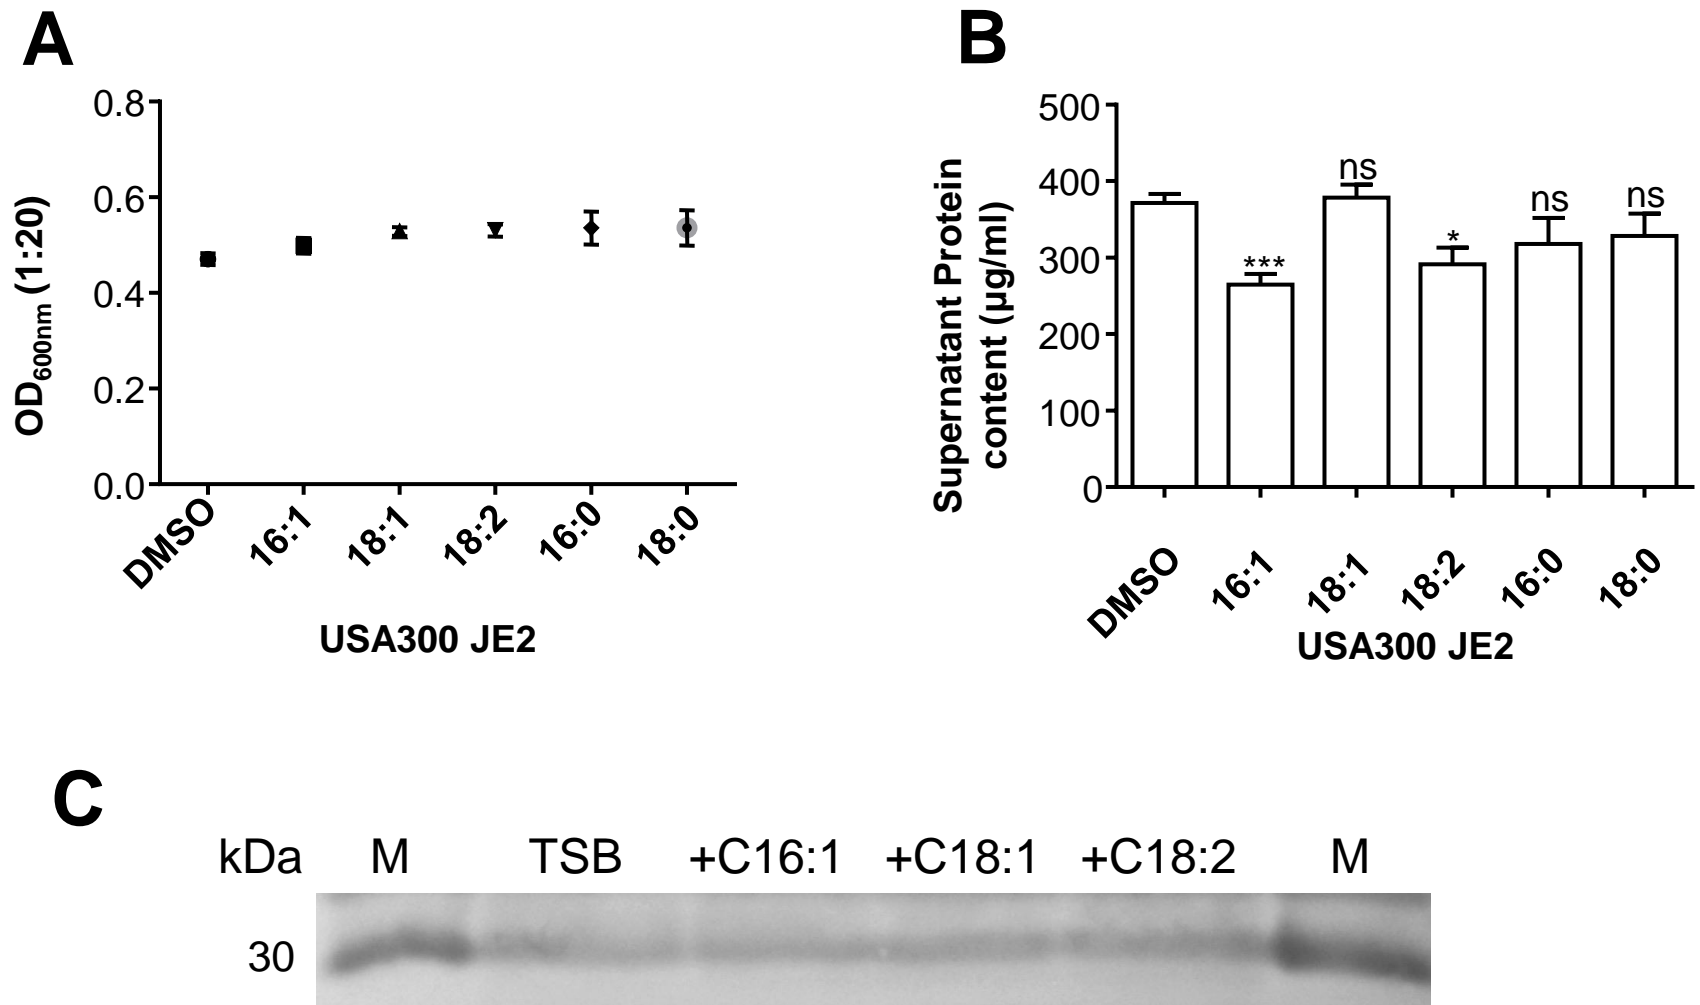 A
0.8
0.6
0.4
0.2
0.0
OD600nm (1:20)
DMSO 16:1 18:1 18:2 16:0 18:0
USA300 JE2
B
500
400
300
200
100
0
Supernatant Protein
content (µg/ml)
*** ns * ns ns
DMSO 16:1 18:1 18:2 16:0 18:0
USA300 JE2
C
kDa M TSB +C16:1 +C18:1 +C18:2 M
30